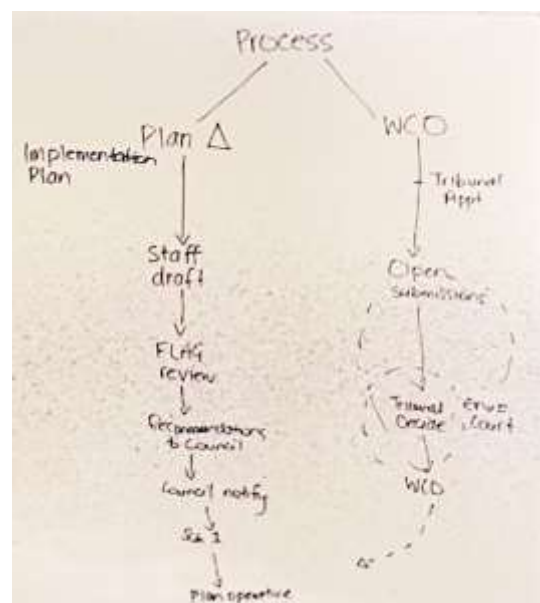 Process
Plan Δ
WCO
Implementation
Plan
Tribunal
Appt
Staff
draft
Open
submissions
FLAG
review
Recommendations
to Council
Tribunal
Decide
Court
Council notify
WCO
Sch 1
Plan operative